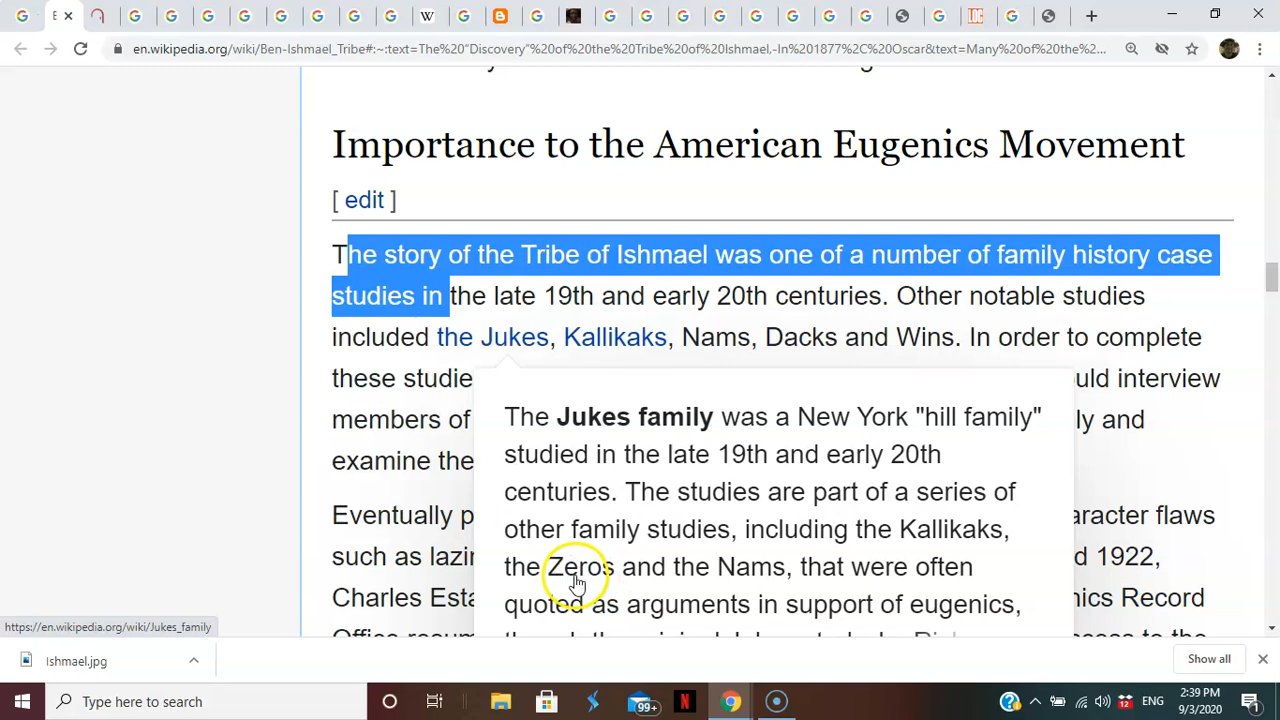 en.wikipedia.org/wiki/Ben-Ishmael_Tribe#:~:text=The%20"Discovery"%20of%20the%20Tribe%20of%20Ishmael,-In%201877%2C%20Oscar&text=Many%20of%20the%2...
Importance to the American Eugenics Movement
[ edit ]
The story of the Tribe of Ishmael was one of a number of family history case
studies in the late 19th and early 20th centuries. Other notable studies
included the Jukes, Kallikaks, Nams, Dacks and Wins. In order to complete
these studie uld interview
members of ly and
examine the
Eventually p aracter flaws
such as lazin d 1922,
Charles Esta nics Record
The Jukes family was a New York "hill family"
studied in the late 19th and early 20th
centuries. The studies are part of a series of
other family studies, including the Kallikaks,
the Zeros and the Nams, that were often
quoted as arguments in support of eugenics,
https://en.wikipedia.org/wiki/Jukes_family
Ishmael.jpg
Show all
Type here to search
99+
N
12
ENG
2:39 PM
9/3/2020
1